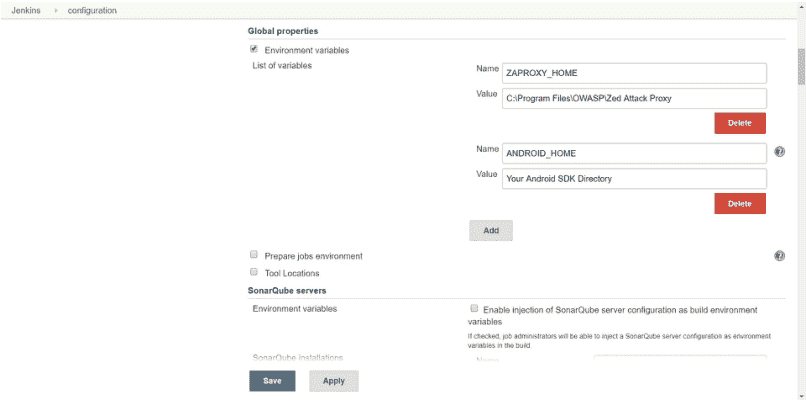 Jenkins configuration
Global properties
Environment variables
List of variables
Name ZAPROXY_HOME
Value C:\Program Files\OWASP\Zed Attack Proxy
Delete
Name ANDROID_HOME
Value Your Android SDK Directory
Delete
Add
Prepare jobs environment
Tool Locations
SonarQube servers
Environment variables Enable injection of SonarQube server configuration as build environment
variables
If checked, job administrators will be able to inject a SonarQube server configuration as environment
variables in the build.
SonarQube installations
Name
Save Apply